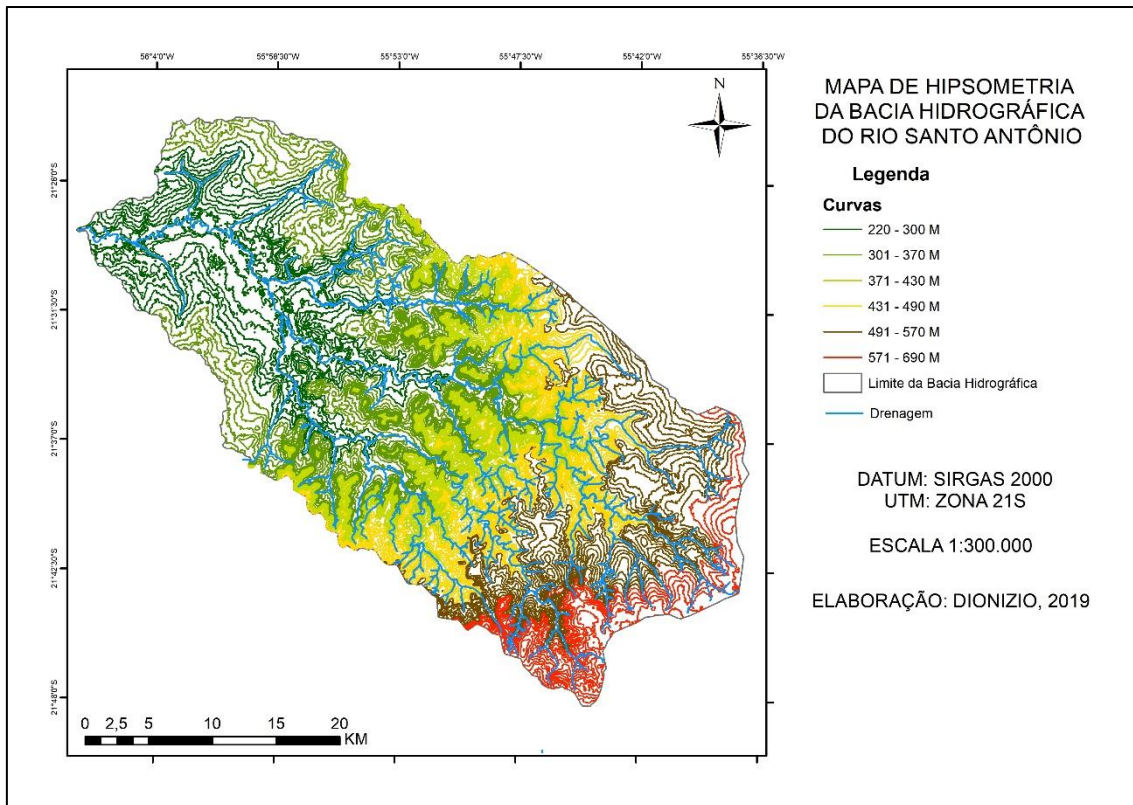 56°4'0"W 55°58'30"W 55°53'0"W 55°47'30"W 55°42'0"W 55°36'30"W
N
21°26'0"S
21°31'30"S
21°37'0"S
21°42'30"S
21°48'0"S
0 2,5 5 10 15 20
KM
MAPA DE HIPSOMETRIA
DA BACIA HIDROGRÁFICA
DO RIO SANTO ANTÔNIO
Legenda
Curvas
220 - 300 M
301 - 370 M
371 - 430 M
431 - 490 M
491 - 570 M
571 - 690 M
Limite da Bacia Hidrográfica
Drenagem
DATUM: SIRGAS 2000
UTM: ZONA 21S
ESCALA 1:300.000
ELABORAÇÃO: DIONIZIO, 2019